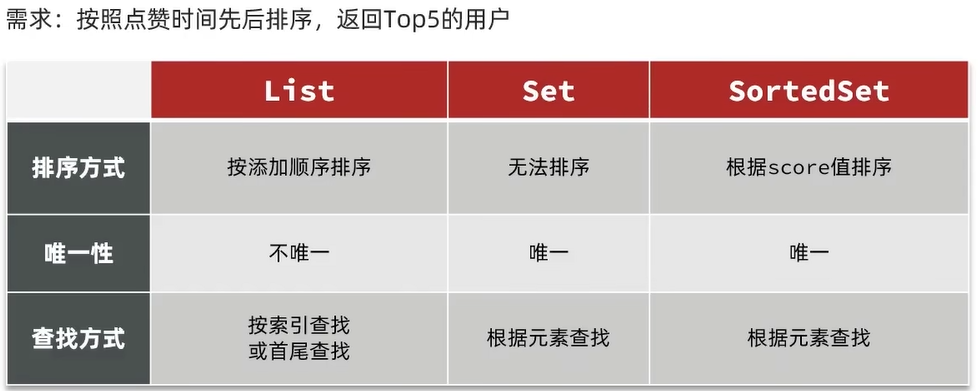 需求：按照点赞时间先后排序，返回Top5的用户
List Set SortedSet
排序方式 按添加顺序排序 无法排序 根据score值排序
唯一性 不唯一 唯一 唯一
查找方式 按索引查找
或首尾查找 根据元素查找 根据元素查找